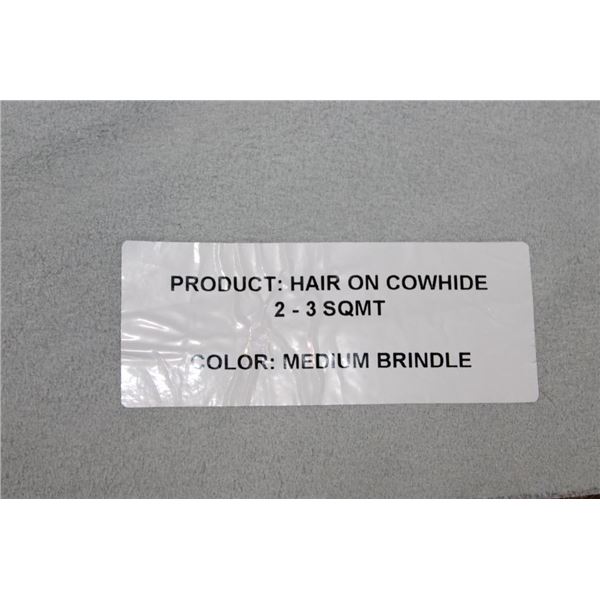 PRODUCT: HAIR ON COWHIDE
2 - 3 SQMT
COLOR: MEDIUM BRINDLE